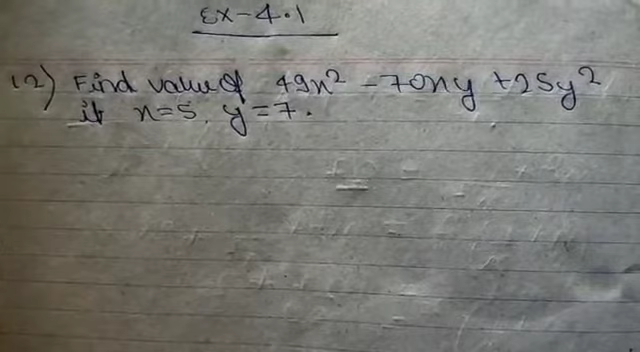 Ex-4.1
12) Find value of 49x² - 70xy + 25y²
if x=5, y=7.